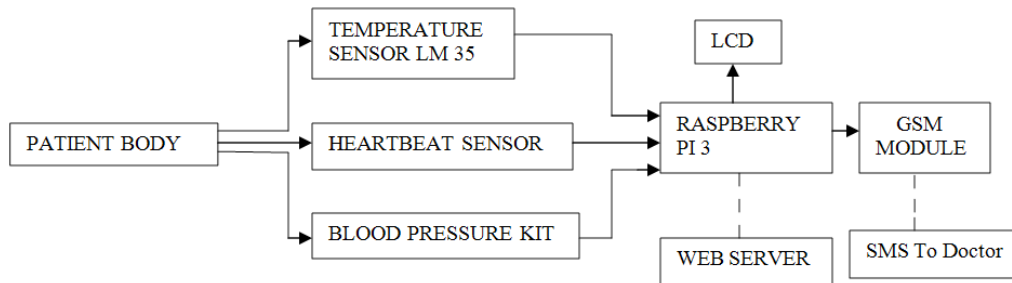 TEMPERATURE
SENSOR LM 35
LCD
PATIENT BODY
HEARTBEAT SENSOR
RASPBERRY
PI 3
GSM
MODULE
BLOOD PRESSURE KIT
WEB SERVER
SMS To Doctor